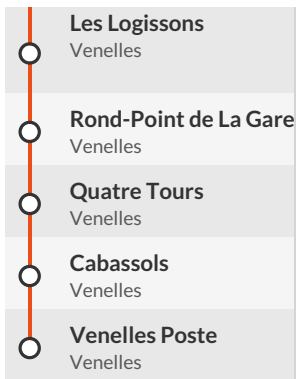 Les Logissons
Venelles
Rond-Point de La Gare
Venelles
Quatre Tours
Venelles
Cabassols
Venelles
Venelles Poste
Venelles